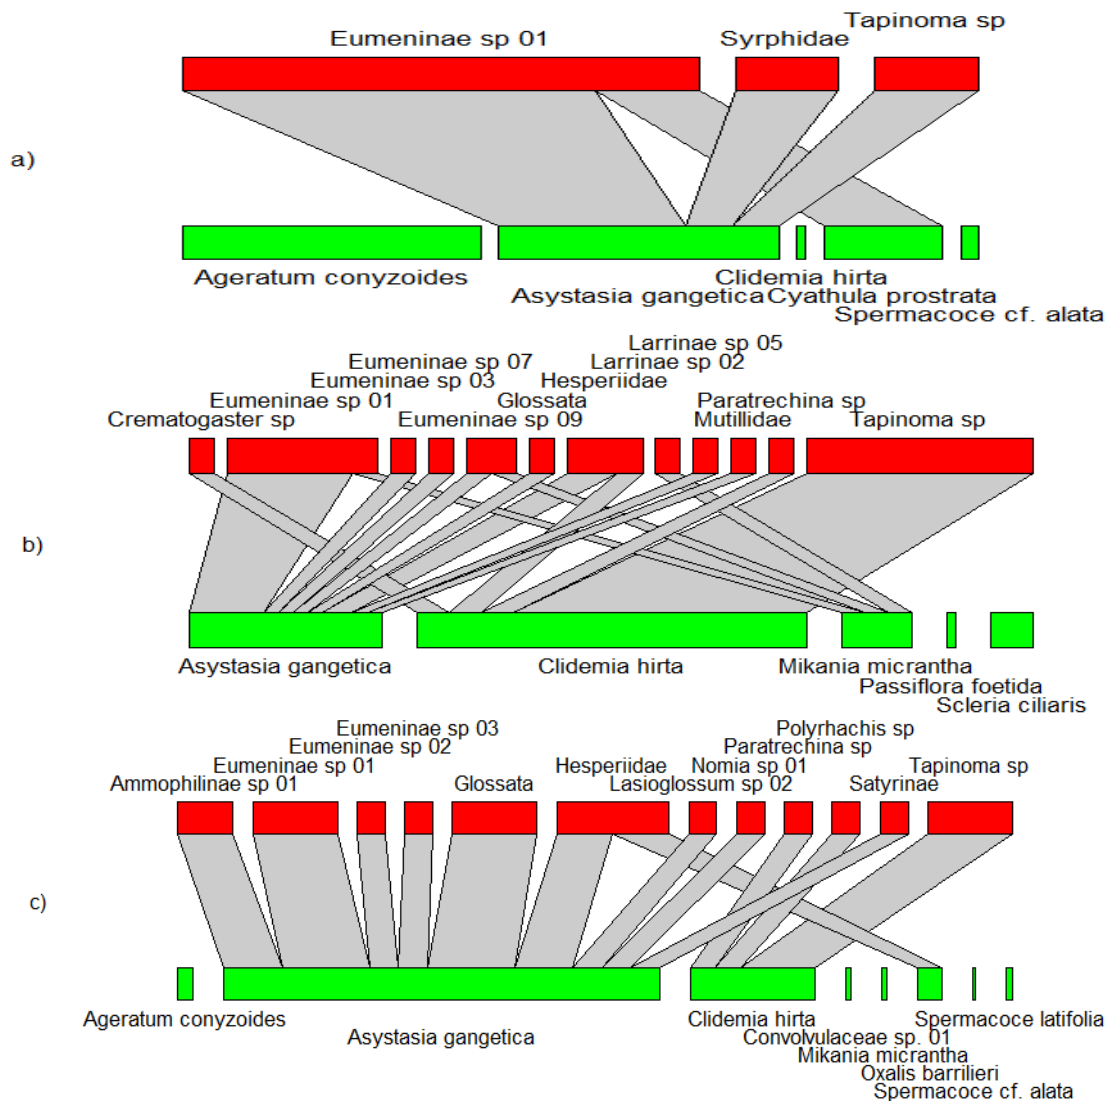 Tapinoma sp
Eumeninae sp 01 Syrphidae
a)
Ageratum conyzoides Clidemia hirta
Asystasia gangetica Cyathula prostrata
Spermacoce cf. alata
Larrinae sp 05
Eumeninae sp 07 Larrinae sp 02
Eumeninae sp 03 Hesperiidae
Eumeninae sp 01 Glossata Paratrechina sp
Crematogaster sp Eumeninae sp 09 Mutillidae Tapinoma sp
b)
Asystasia gangetica Clidemia hirta Mikania micrantha
Passiflora foetida
Scleria ciliaris
Eumeninae sp 03 Polyrhachis sp
Eumeninae sp 02 Paratrechina sp
Eumeninae sp 01 Hesperiidae Nomia sp 01 Tapinoma sp
Ammophilinae sp 01 Glossata Lasioglossum sp 02 Satyrinae
c)
Ageratum conyzoides Clidemia hirta Spermacoce latifolia
Asystasia gangetica Convolvulaceae sp. 01
Mikania micrantha
Oxalis barrilieri
Spermacoce cf. alata